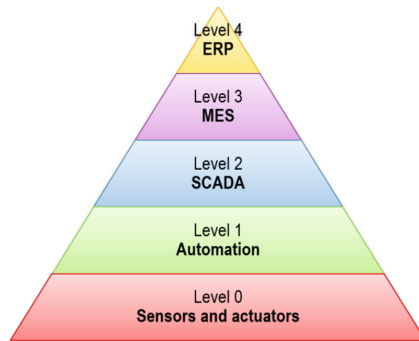 Level 4
ERP
Level 3
MES
Level 2
SCADA
Level 1
Automation
Level 0
Sensors and actuators